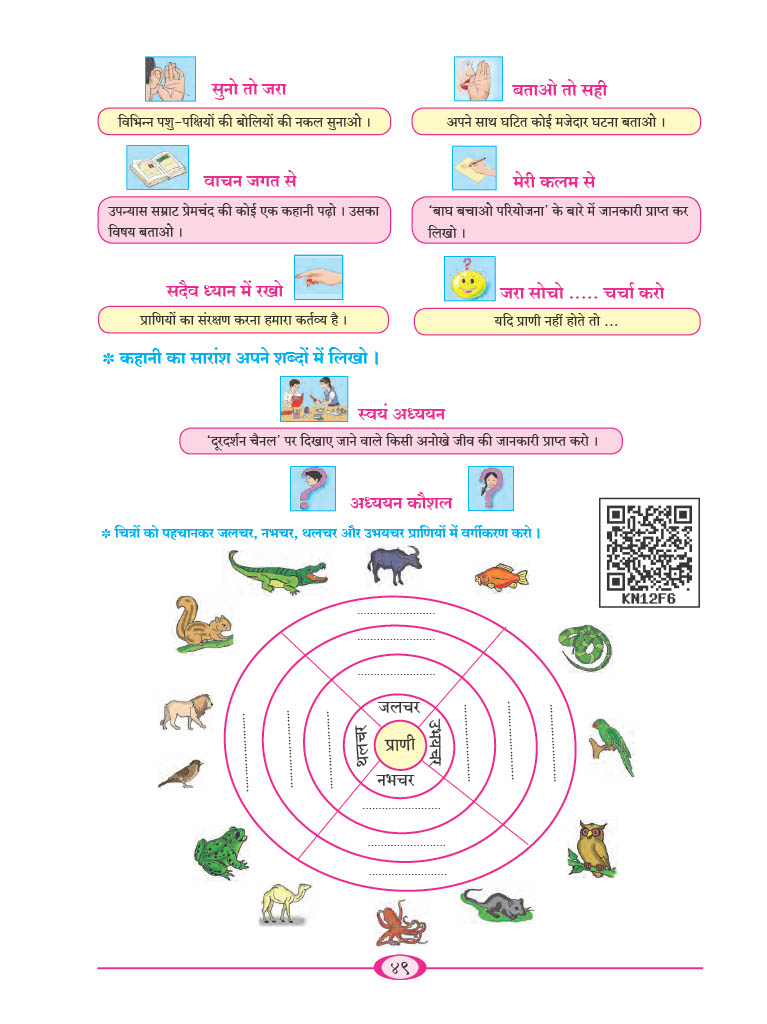 सुनो तो जरा
विभिन्न पशु-पक्षियों की बोलियों की नकल सुनाओ ।
बताओ तो सही
अपने साथ घटित कोई मजेदार घटना बताओ ।
वाचन जगत से
उपन्यास सम्राट प्रेमचंद की कोई एक कहानी पढ़ो । उसका
विषय बताओ ।
मेरी कलम से
‘बाघ बचाओ परियोजना’ के बारे में जानकारी प्राप्त कर
लिखो ।
सदैव ध्यान में रखो
प्राणियों का संरक्षण करना हमारा कर्तव्य है ।
जरा सोचो ..... चर्चा करो
यदि प्राणी नहीं होते तो ...
* कहानी का सारांश अपने शब्दों में लिखो ।
स्वयं अध्ययन
‘दूरदर्शन चैनल’ पर दिखाए जाने वाले किसी अनोखे जीव की जानकारी प्राप्त करो ।
अध्ययन कौशल
* चित्रों को पहचानकर जलचर, नभचर, थलचर और उभयचर प्राणियों में वर्गीकरण करो ।
KN12F6
जलचर
थलचर
प्राणी
उभयचर
नभचर
४९